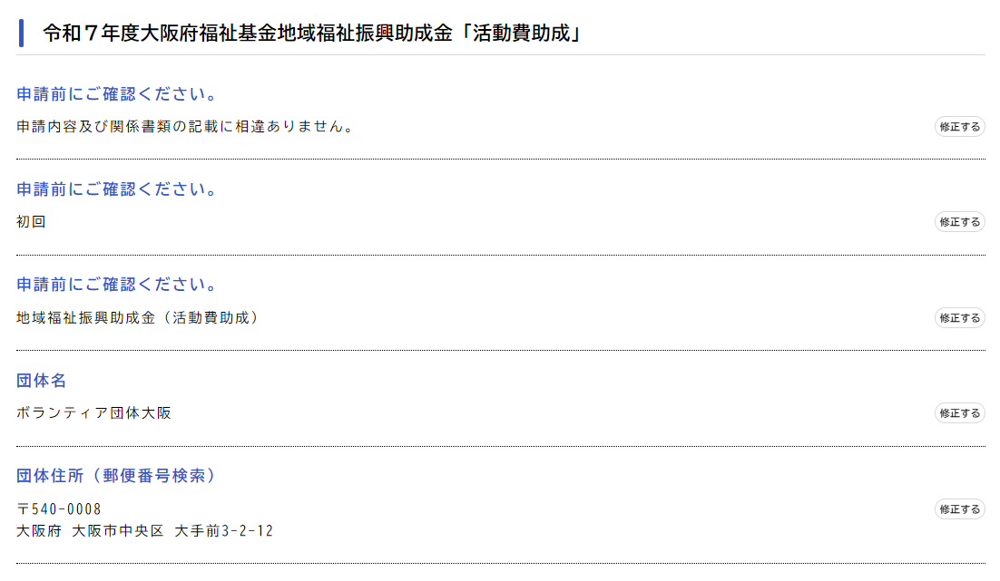 令和７年度大阪府福祉基金地域福祉振興助成金「活動費助成」
申請前にご確認ください。
申請内容及び関係書類の記載に相違ありません。
修正する
申請前にご確認ください。
初回
修正する
申請前にご確認ください。
地域福祉振興助成金（活動費助成）
修正する
団体名
ボランティア団体大阪
修正する
団体住所（郵便番号検索）
〒540-0008
修正する
大阪府 大阪市中央区 大手前3-2-12